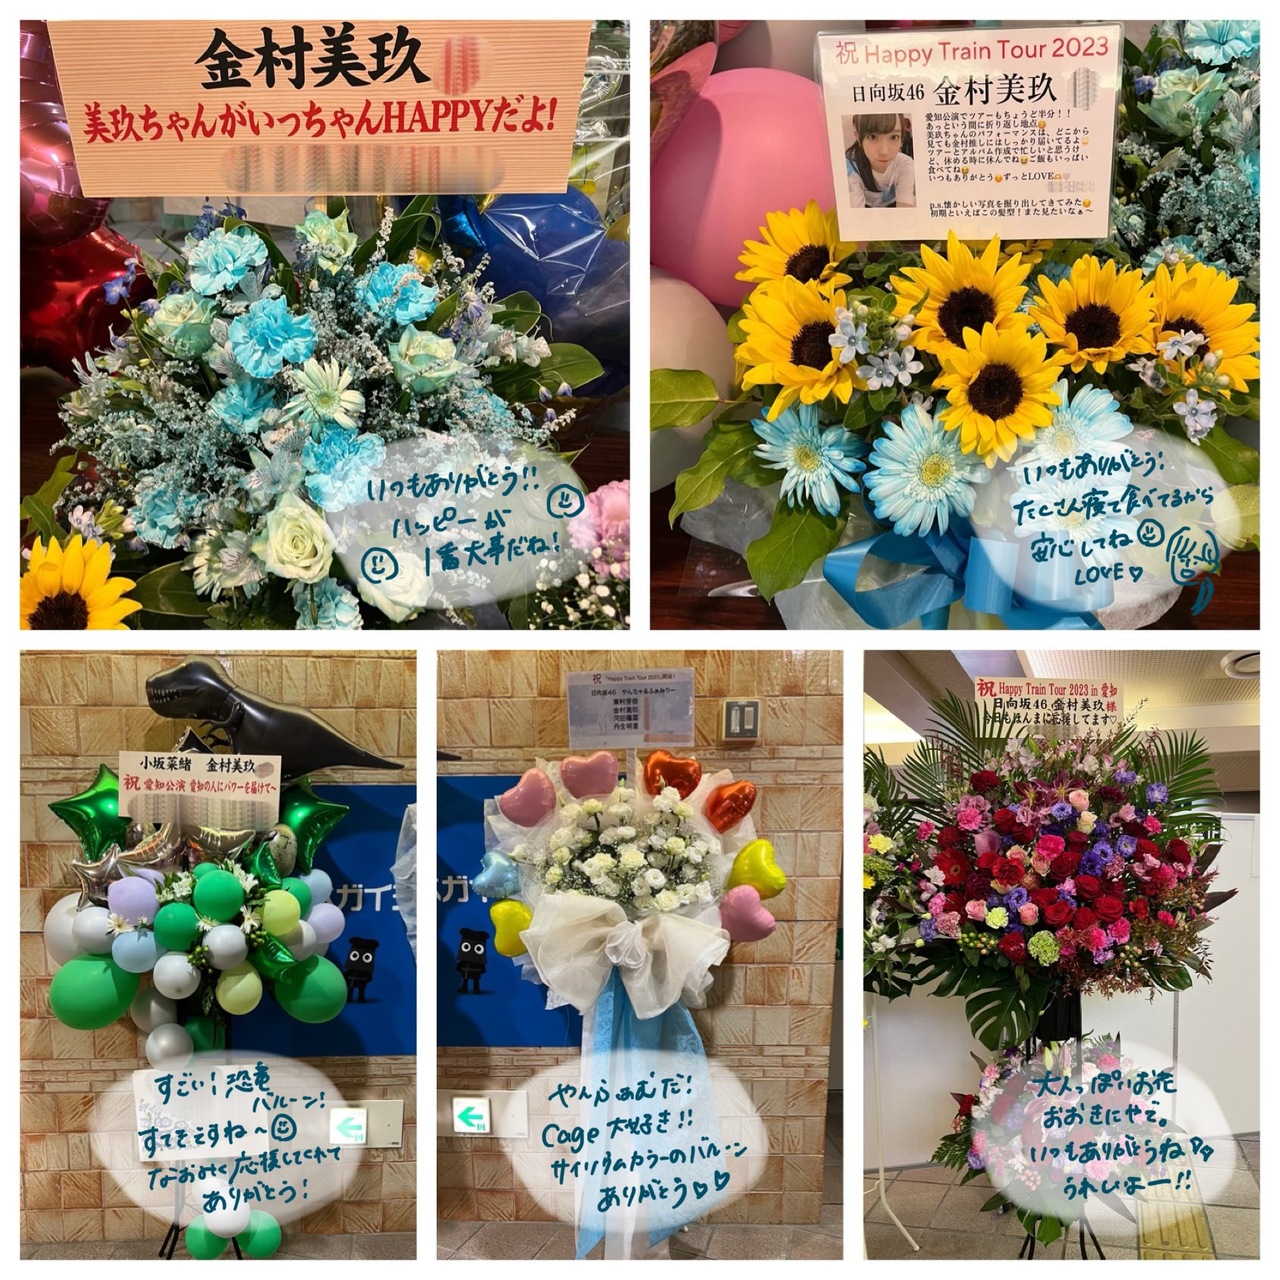 金村美玖
美玖ちゃんがいっちゃんHAPPYだよ!
いつもありがとう!!
ハッピーが
1番大事だね!
祝 Happy Train Tour 2023
日向坂46 金村美玖
愛知公演でツアーもちょうど半分!!
あっという間に折り返し地点
美玖ちゃんのパフォーマンスは、どこから
見ても金村推しにはしっかり届いてるよ
ツアーとアルバム作成で忙しいと思うけ
ど、休める時に休んでね ご飯もいっぱい
食べてね
いつもありがとう ずっとLOVE
p.s.懐かしい写真を掘り出してきてみた
初期といえばこの髪型!また見たいなぁ~
いつもありがとう!
たくさん寝て食べてるから
安心してね
LOVE♡
小坂菜緒 金村美玖
祝 愛知公演 愛知の人にパワーを届けて~
ガイ
すごい!恐竜
バルーン!
すてきですね~
なおみく応援してくれて
ありがとう!
祝「Happy Train Tour 2023」開催!
日向坂46 やんちゃるふぁみりー
東村芽依
金村美玖
河田陽菜
丹生明里
ガイ
やんふぁむだ!
Cage大好き!!
サイリウムカラーのバルーン
ありがとう♡♡
祝 Happy Train Tour 2023 in 愛知
日向坂46 金村美玖様
今日もほんまに応援してます♡
大人っぽいお花
おおきにやで。
いつもありがとうね
うれしよー!!